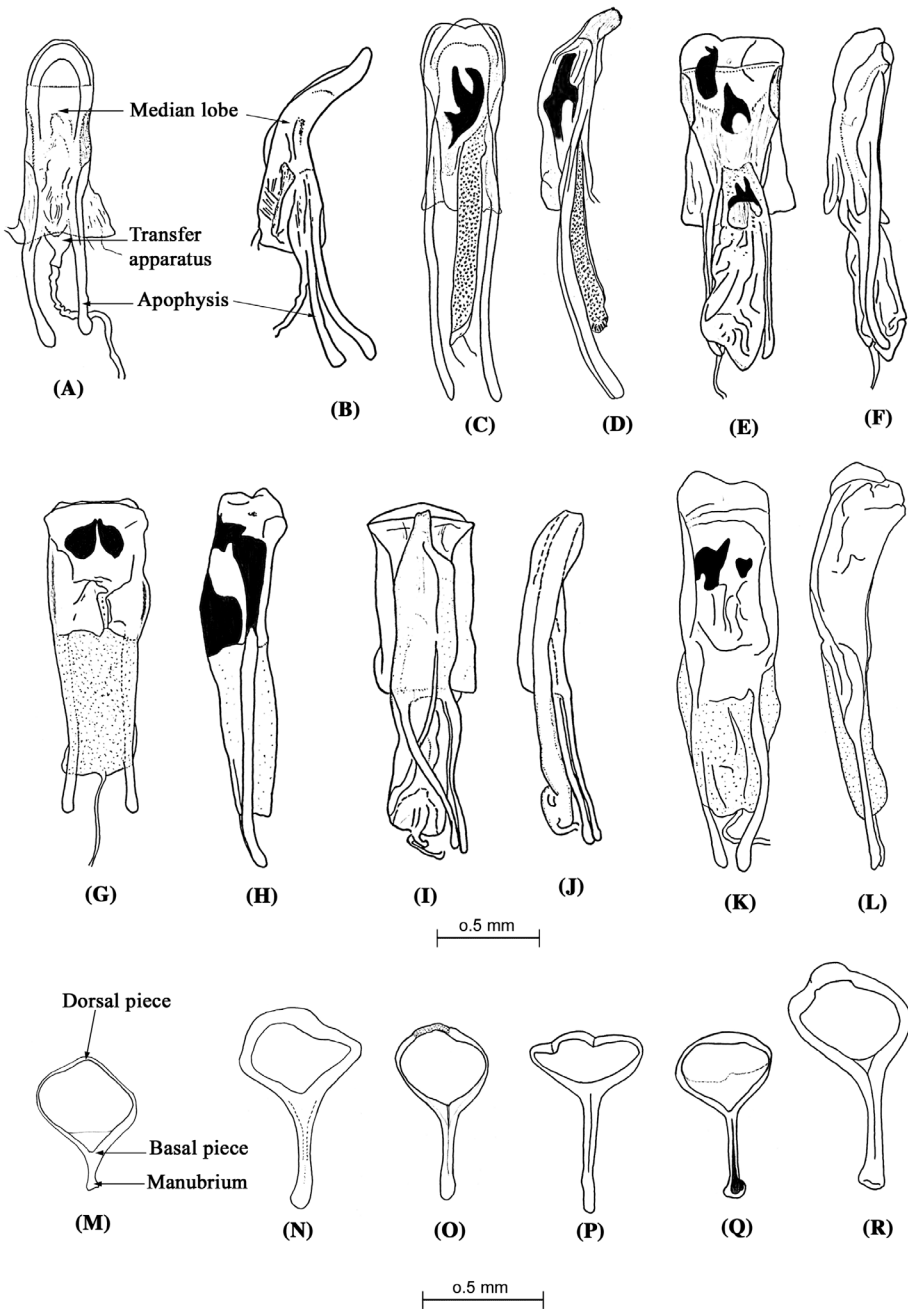 Median lobe
Transfer
apparatus
Apophysis
(A)
(B)
(C)
(D)
(E)
(F)
(G)
(H)
(I)
(J)
(K)
(L)
o.5 mm
Dorsal piece
Basal piece
Manubrium
(M)
(N)
(O)
(P)
(Q)
(R)
o.5 mm